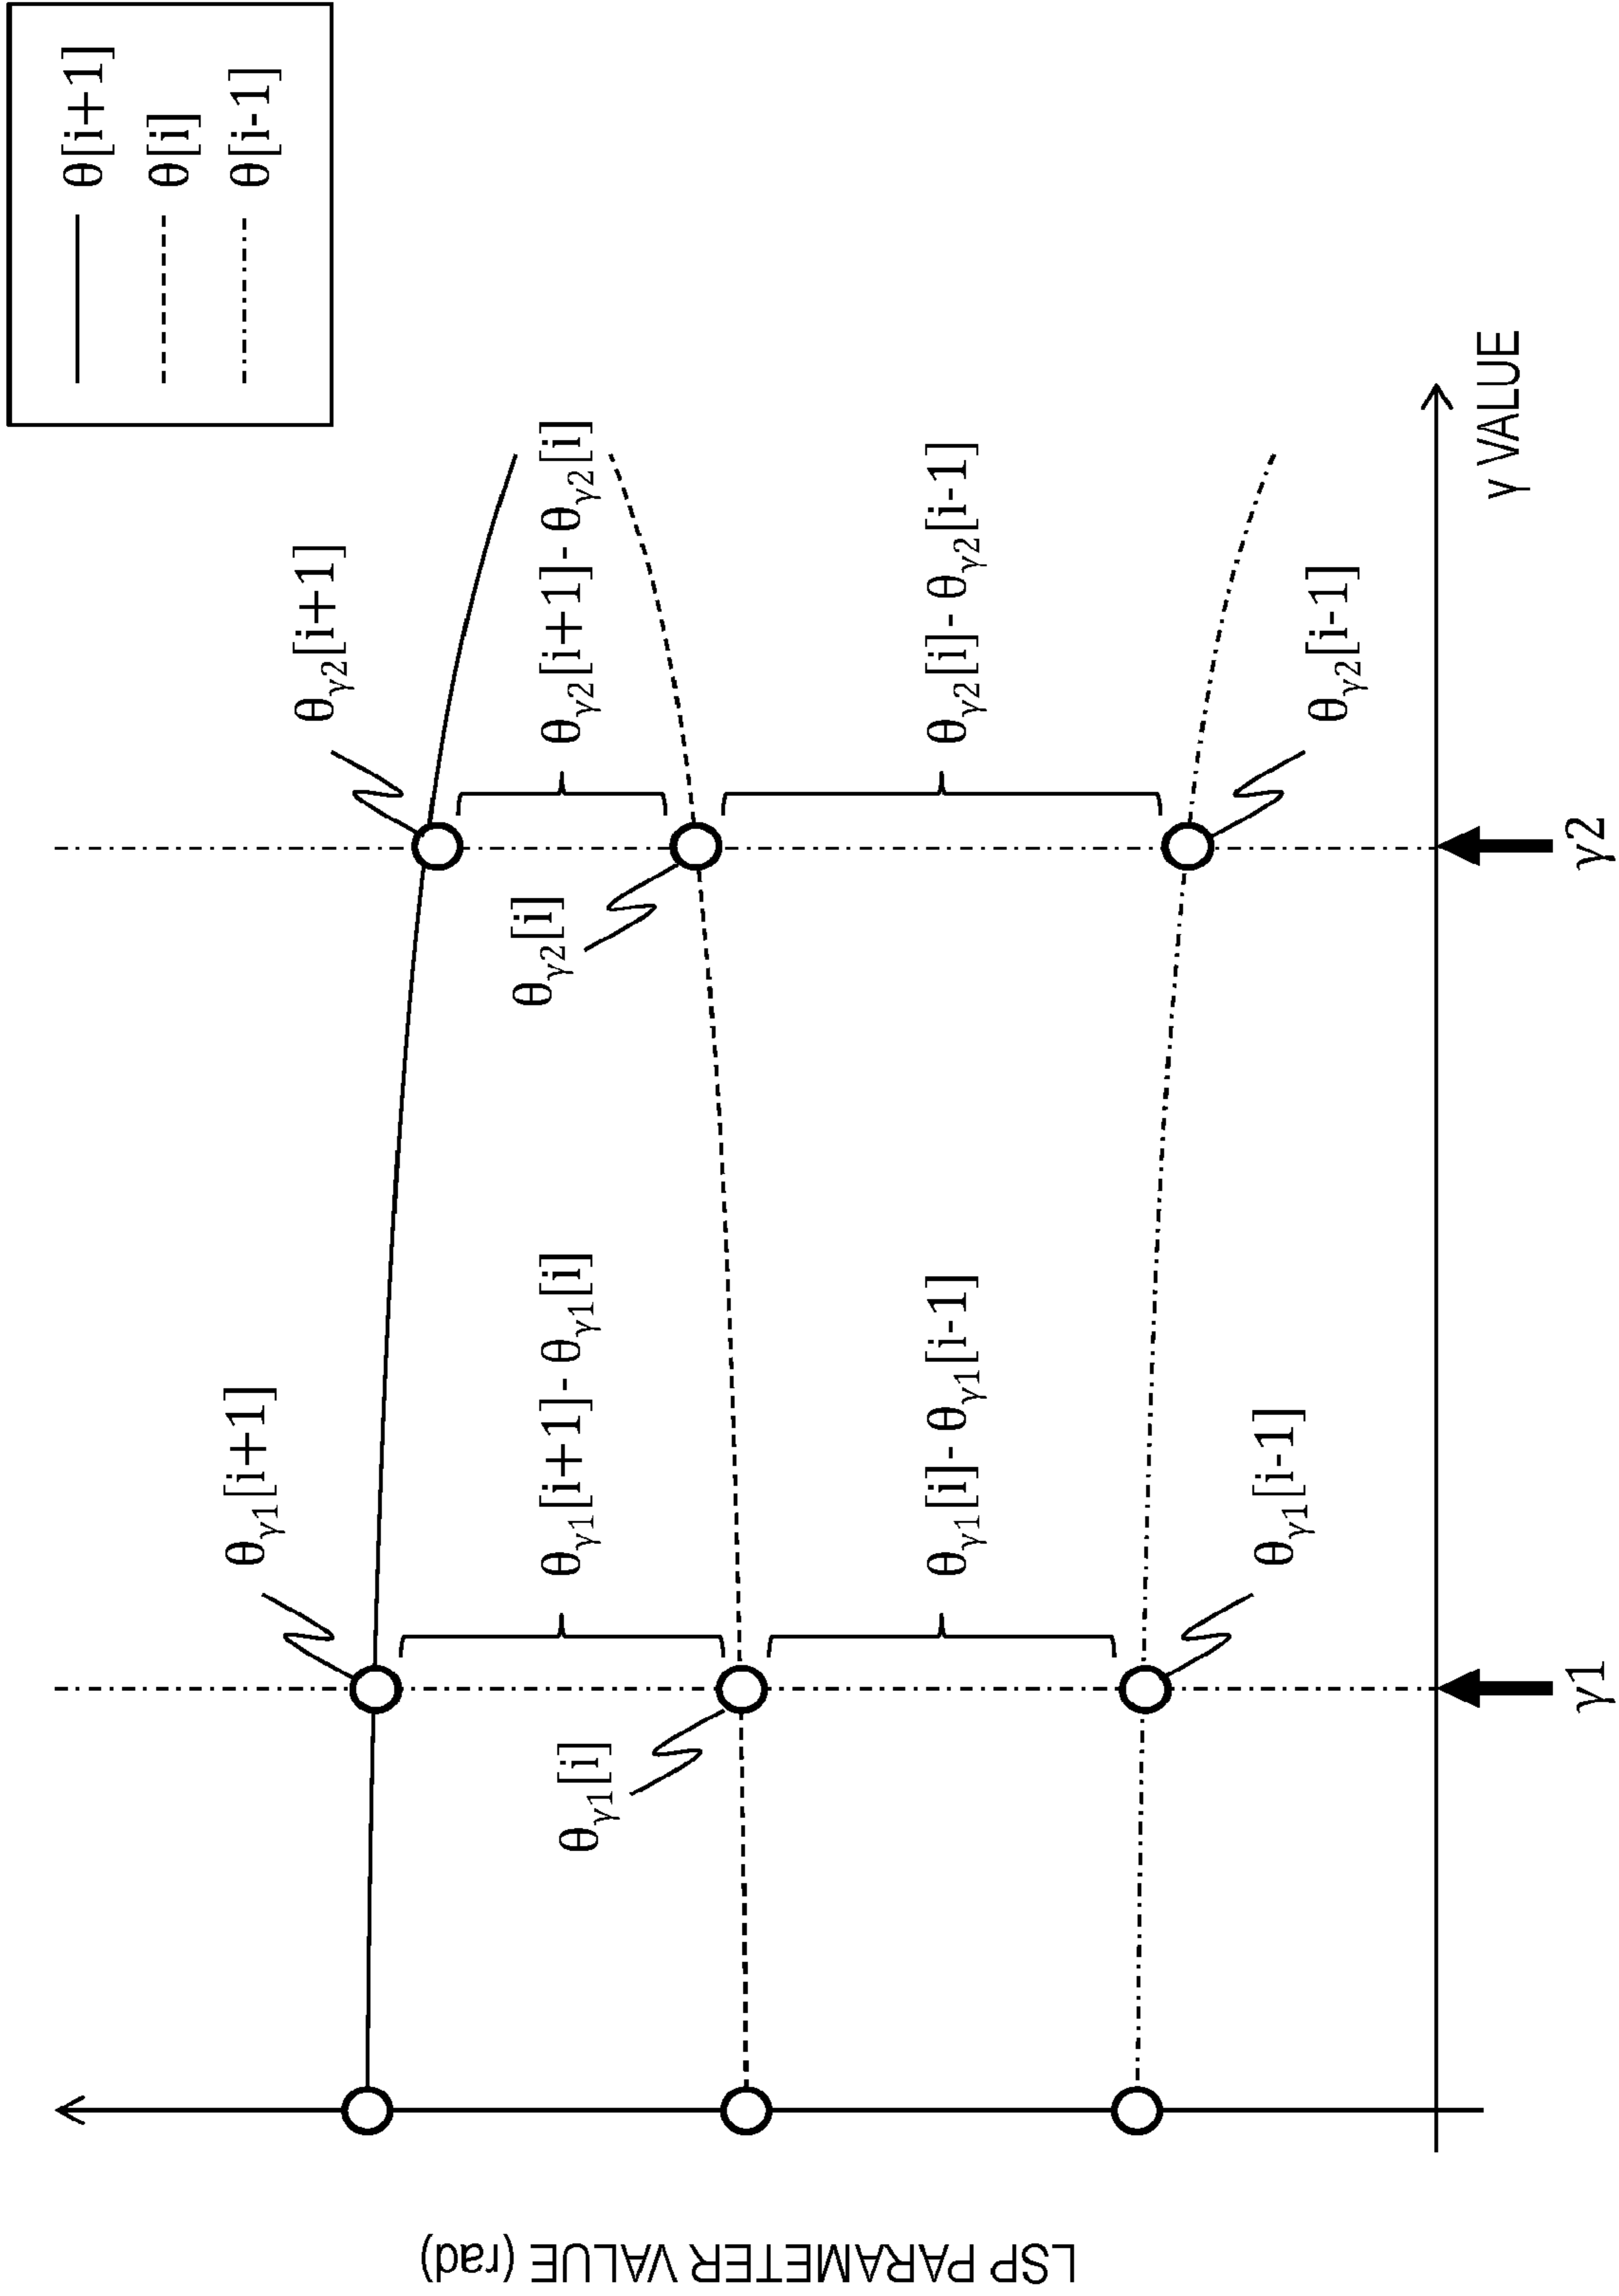 θ[i+1]
θ[i]
θ[i-1]
θγ1[i+1]
θγ2[i+1]
θγ1[i]
θγ1[i+1]- θγ1[i]
θγ2[i]
θγ2[i+1]- θγ2[i]
θγ1[i]- θγ1[i-1]
θγ2[i]- θγ2[i-1]
θγ1[i-1]
θγ2[i-1]
LSP PARAMETER VALUE (rad)
γ VALUE
γ1
γ2